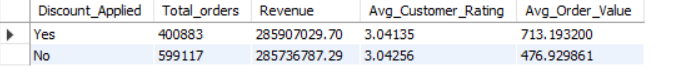 Discount_Applied Total_orders Revenue Avg_Customer_Rating Avg_Order_Value
Yes 400883 285907029.70 3.04135 713.193200
No 599117 285736787.29 3.04256 476.929861